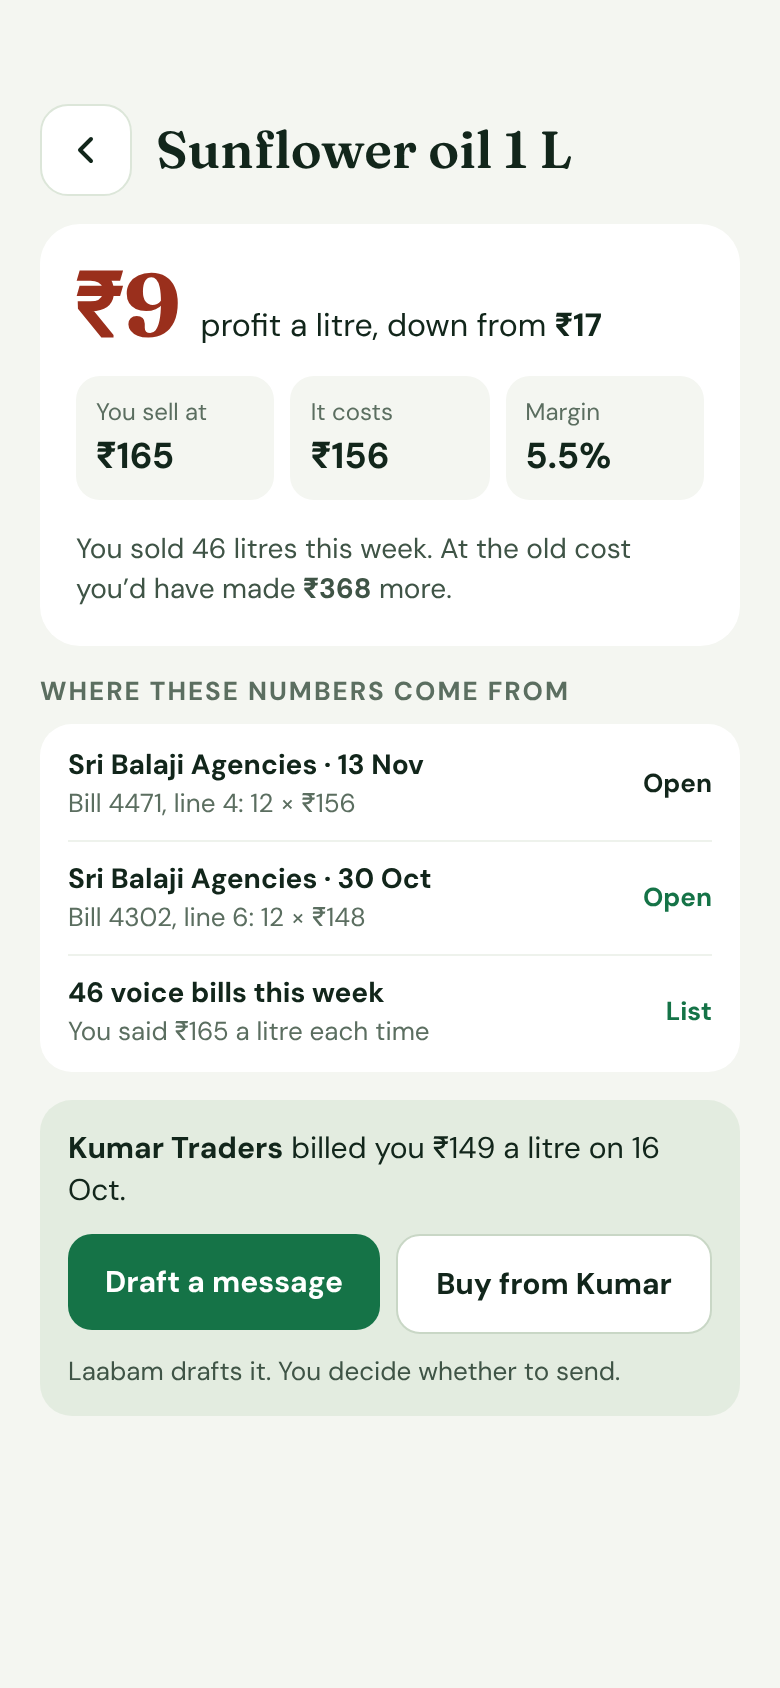 Sunflower oil 1 L
₹9 profit a litre, down from ₹17
You sell at
₹165
It costs
₹156
Margin
5.5%
You sold 46 litres this week. At the old cost
you’d have made ₹368 more.
WHERE THESE NUMBERS COME FROM
Sri Balaji Agencies · 13 Nov
Bill 4471, line 4: 12 × ₹156
Open
Sri Balaji Agencies · 30 Oct
Bill 4302, line 6: 12 × ₹148
Open
46 voice bills this week
You said ₹165 a litre each time
List
Kumar Traders billed you ₹149 a litre on 16
Oct.
Draft a message
Buy from Kumar
Laabam drafts it. You decide whether to send.